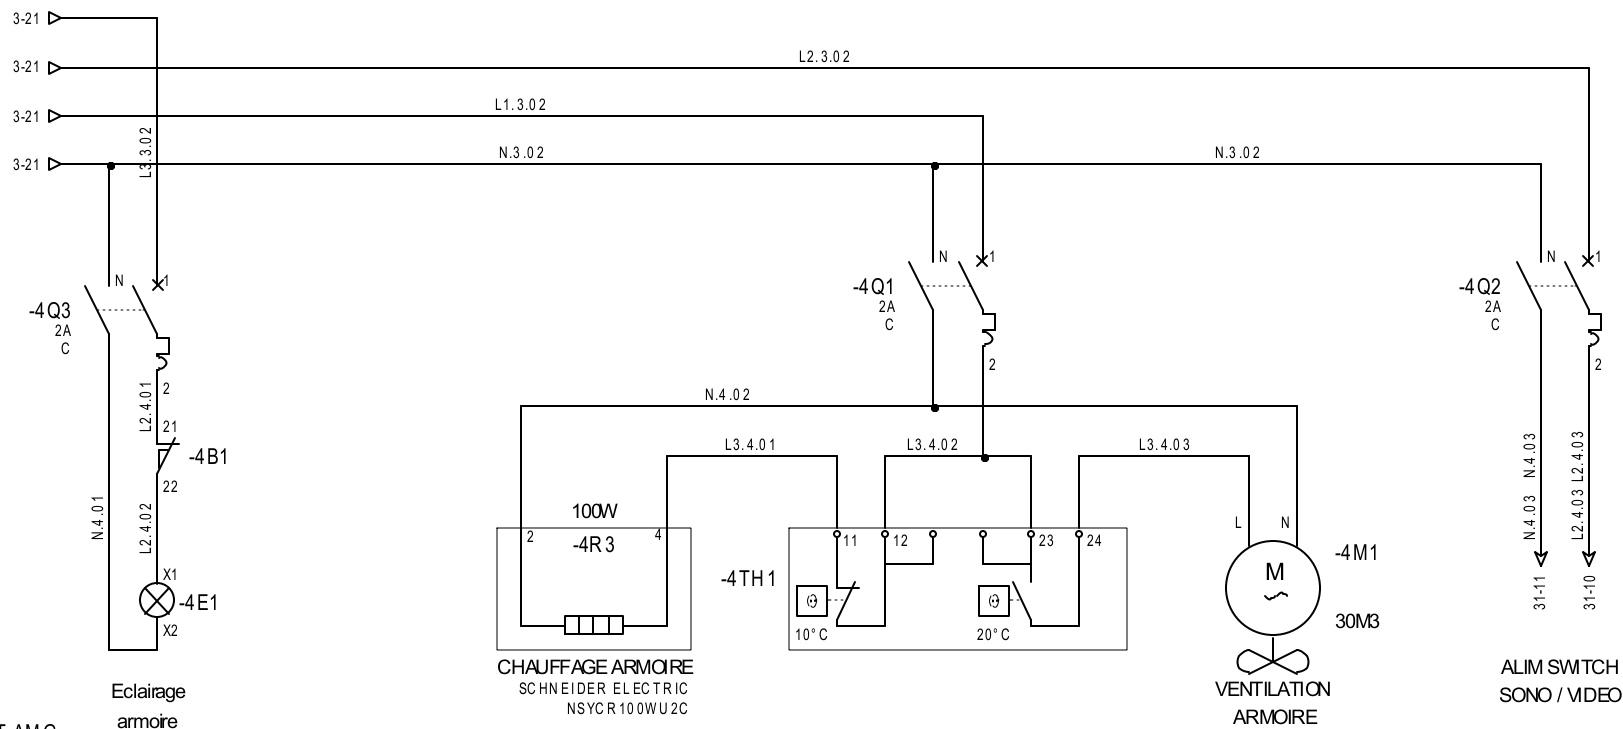 3-21
3-21
L2.3.02
3-21
L1.3.02
3-21
L3.3.02
N.3.02
N.3.02
-4Q3
2A
C
N
1
2
L2.4.01
21
-4B1
22
N.4.01
L2.4.02
X1
-4E1
X2
Eclairage
armoire
-4Q1
2A
C
N
1
2
N.4.02
L3.4.01
L3.4.02
L3.4.03
100W
2
4
-4R3
CHAUFFAGE ARMOIRE
SCHNEIDER ELECTRIC
NSYCR100WU2C
-4TH1
11
12
23
24
10°C
20°C
L
N
M
-4M1
30M3
VENTILATION
ARMOIRE
-4Q2
2A
C
N
1
2
N.4.03
N.4.03
L2.4.03
L2.4.03
31-11
31-10
ALIM SWITCH
SONO / VIDEO